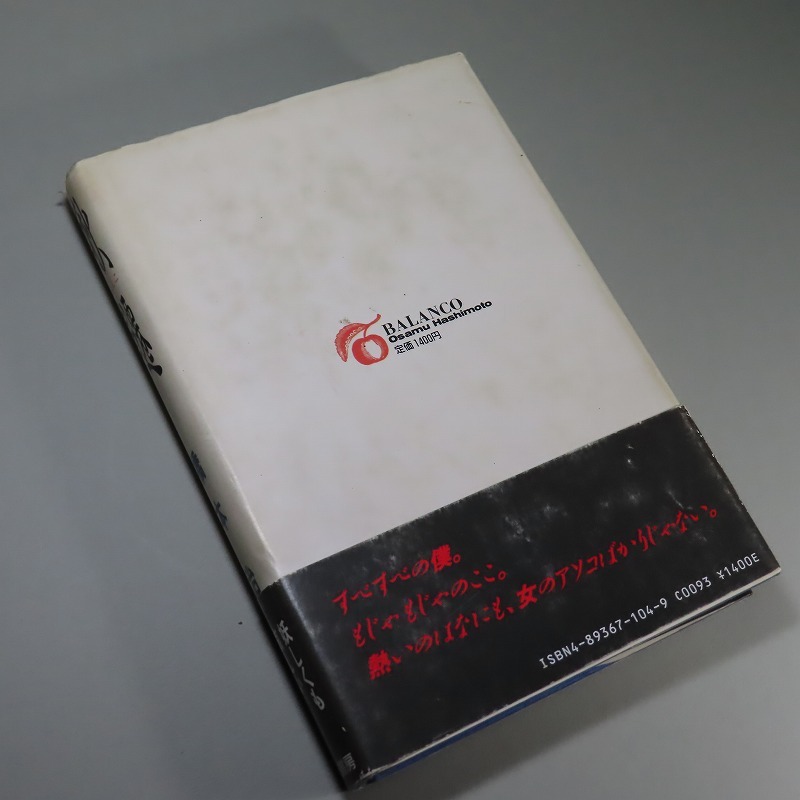 BALANCO
Osamu Hashimoto
定価1400円
すべすべの僕。
もじゃもじゃのここ。
熱いのはなにも、女のアソコばかりじゃない。
ISBN4-89367-104-9 C0093 ¥1400E